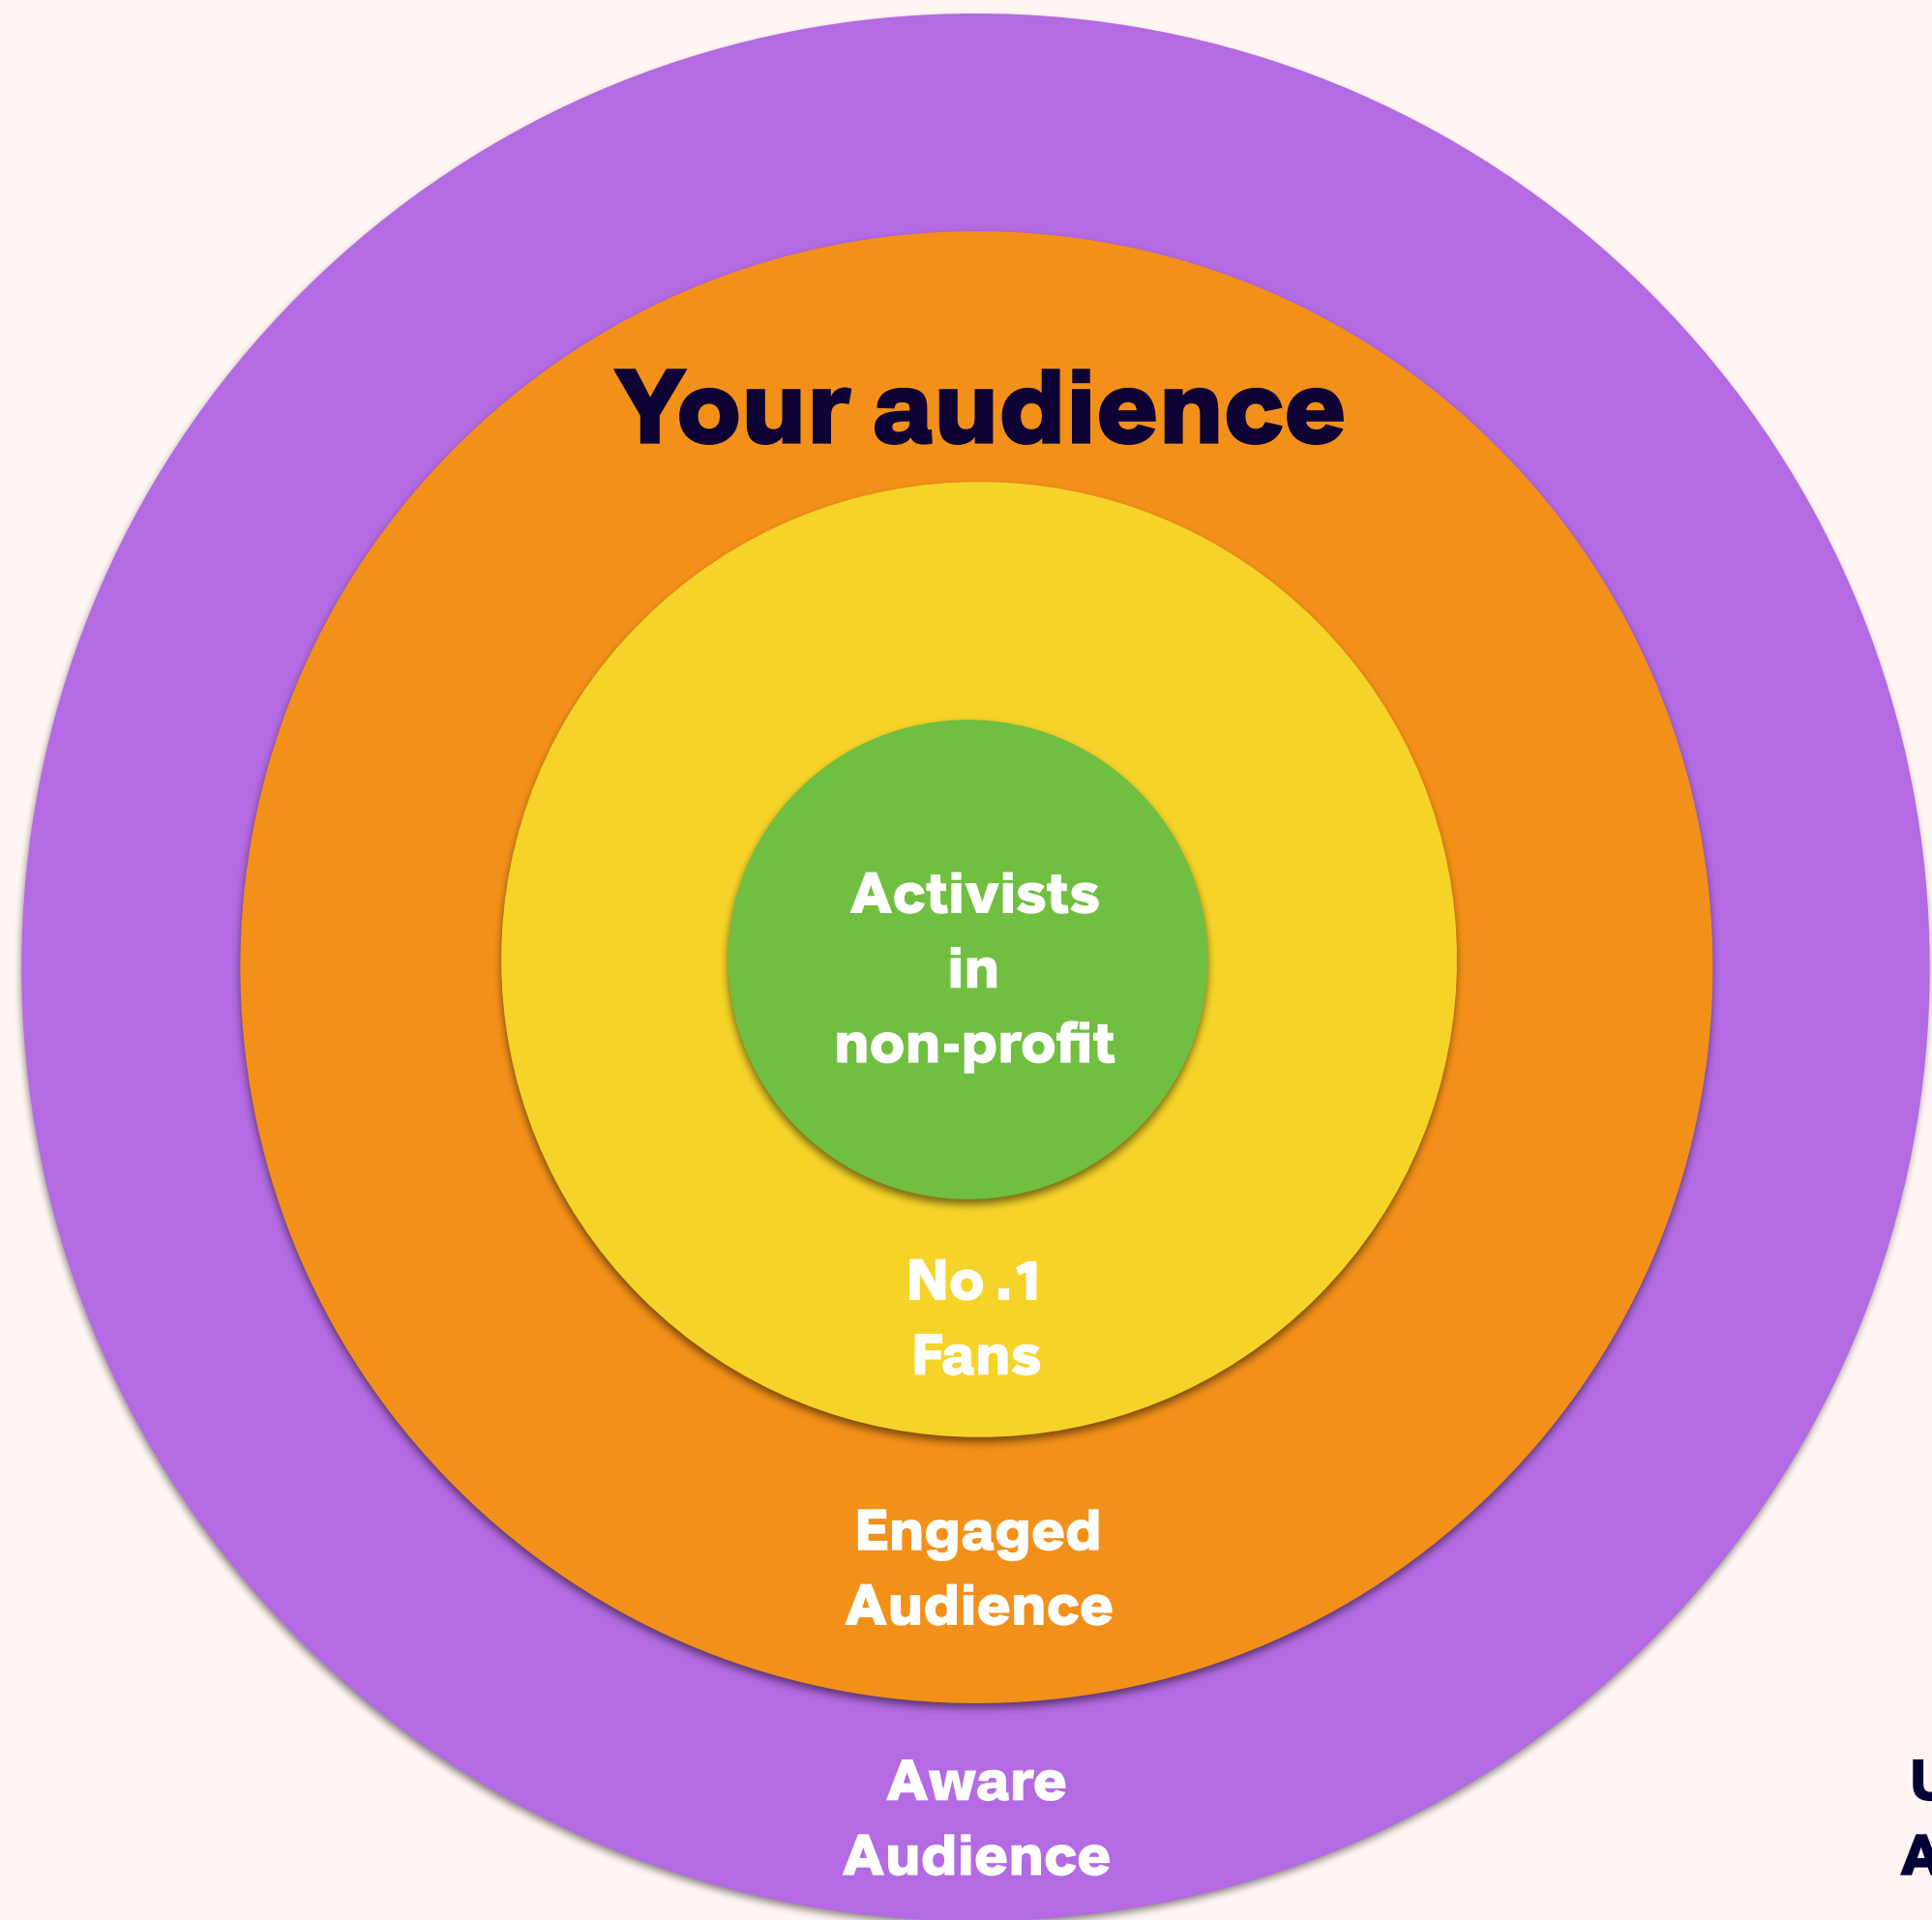 Your audience
Activists
in
non-profit
No .1
Fans
Engaged
Audience
Aware
Audience